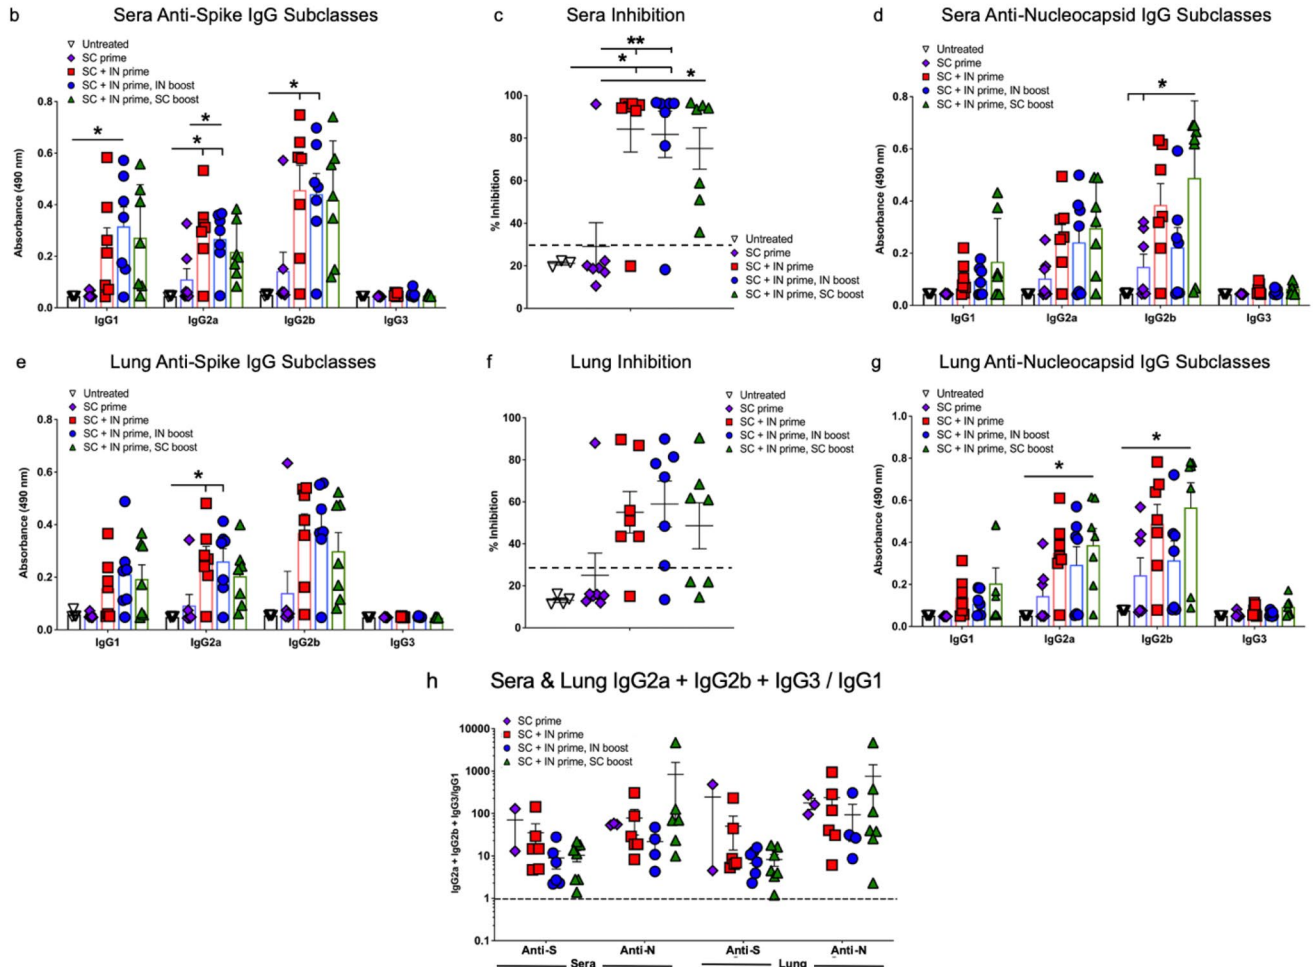 b Sera Anti-Spike IgG Subclasses
Untreated
SC prime
SC + IN prime
SC + IN prime, IN boost
SC + IN prime, SC boost
Absorbance (490 nm)
0.8
0.6
0.4
0.2
0.0
*
*
*
*
IgG1 IgG2a IgG2b IgG3
c Sera Inhibition
**
*
*
% Inhibition
100
80
60
40
20
0
Untreated
SC prime
SC + IN prime
SC + IN prime, IN boost
SC + IN prime, SC boost
d Sera Anti-Nucleocapsid IgG Subclasses
Untreated
SC prime
SC + IN prime
SC + IN prime, IN boost
SC + IN prime, SC boost
Absorbance (490 nm)
0.8
0.6
0.4
0.2
0.0
*
IgG1 IgG2a IgG2b IgG3
e Lung Anti-Spike IgG Subclasses
Untreated
SC prime
SC + IN prime
SC + IN prime, IN boost
SC + IN prime, SC boost
Absorbance (490 nm)
0.8
0.6
0.4
0.2
0.0
*
IgG1 IgG2a IgG2b IgG3
f Lung Inhibition
Untreated
SC prime
SC + IN prime
SC + IN prime, IN boost
SC + IN prime, SC boost
% Inhibition
100
80
60
40
20
0
g Lung Anti-Nucleocapsid IgG Subclasses
Untreated
SC prime
SC + IN prime
SC + IN prime, IN boost
SC + IN prime, SC boost
Absorbance (490 nm)
1.0
0.8
0.6
0.4
0.2
0.0
*
*
IgG1 IgG2a IgG2b IgG3
h Sera & Lung IgG2a + IgG2b + IgG3 / IgG1
SC prime
SC + IN prime
SC + IN prime, IN boost
SC + IN prime, SC boost
IgG2a + IgG2b + IgG3/IgG1
10000
1000
100
10
1
0.1
Anti-S Anti-N Anti-S Anti-N
Sera Lung